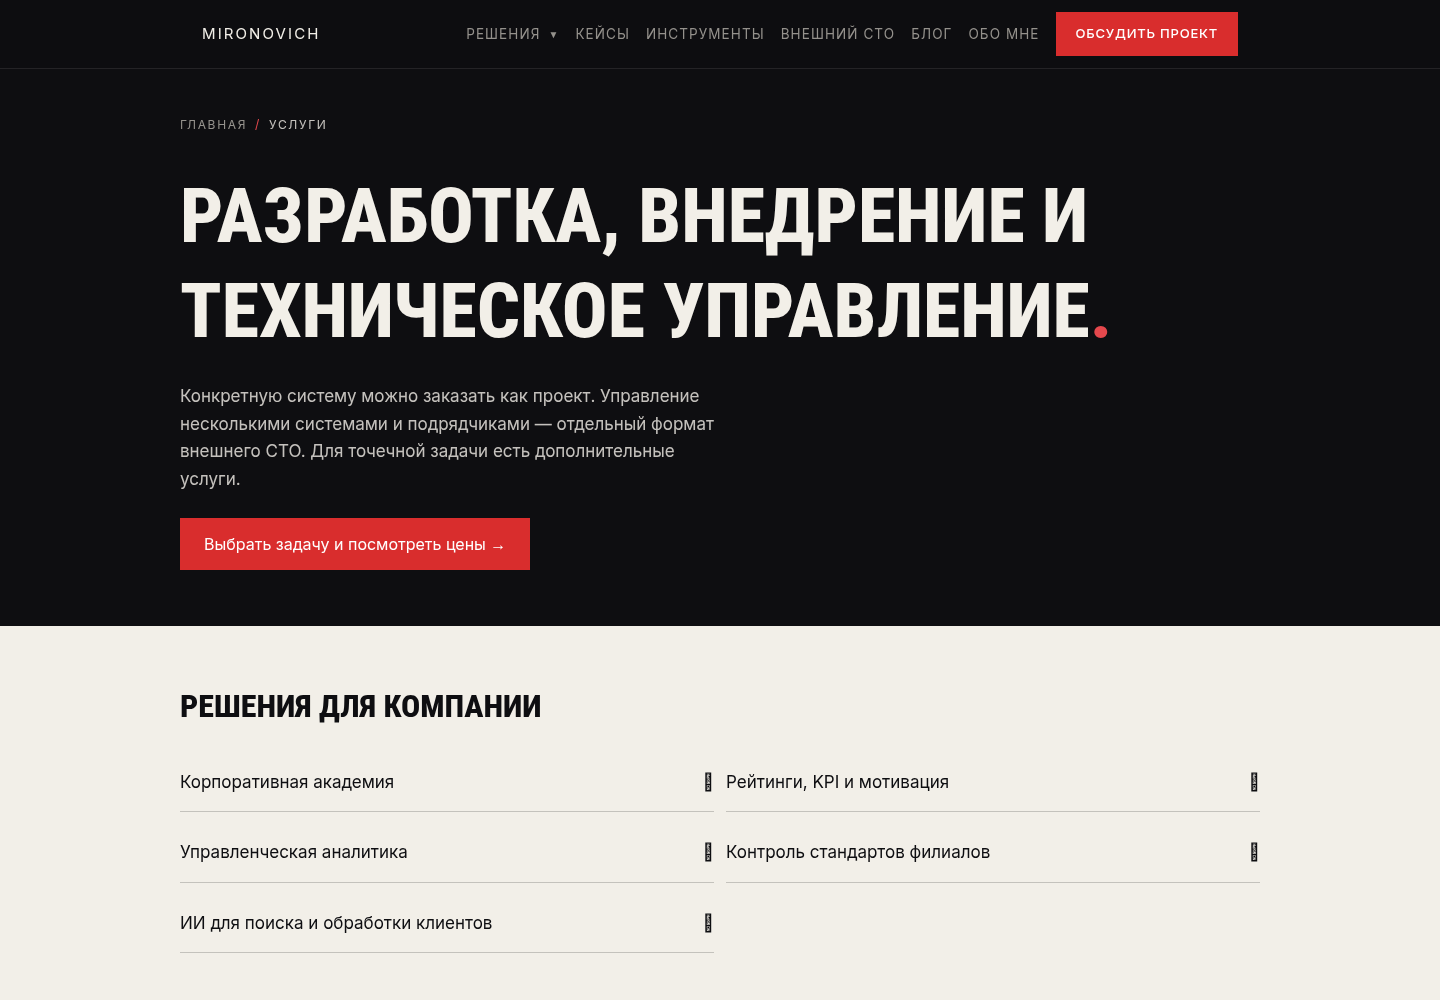 MIRONOVICH
РЕШЕНИЯ ▾ КЕЙСЫ ИНСТРУМЕНТЫ ВНЕШНИЙ СТО БЛОГ ОБО МНЕ ОБСУДИТЬ ПРОЕКТ
ГЛАВНАЯ / УСЛУГИ
РАЗРАБОТКА, ВНЕДРЕНИЕ И
ТЕХНИЧЕСКОЕ УПРАВЛЕНИЕ.
Конкретную систему можно заказать как проект. Управление
несколькими системами и подрядчиками — отдельный формат
внешнего СТО. Для точечной задачи есть дополнительные
услуги.
Выбрать задачу и посмотреть цены →
РЕШЕНИЯ ДЛЯ КОМПАНИИ
Корпоративная академия
Рейтинги, KPI и мотивация
Управленческая аналитика
Контроль стандартов филиалов
ИИ для поиска и обработки клиентов